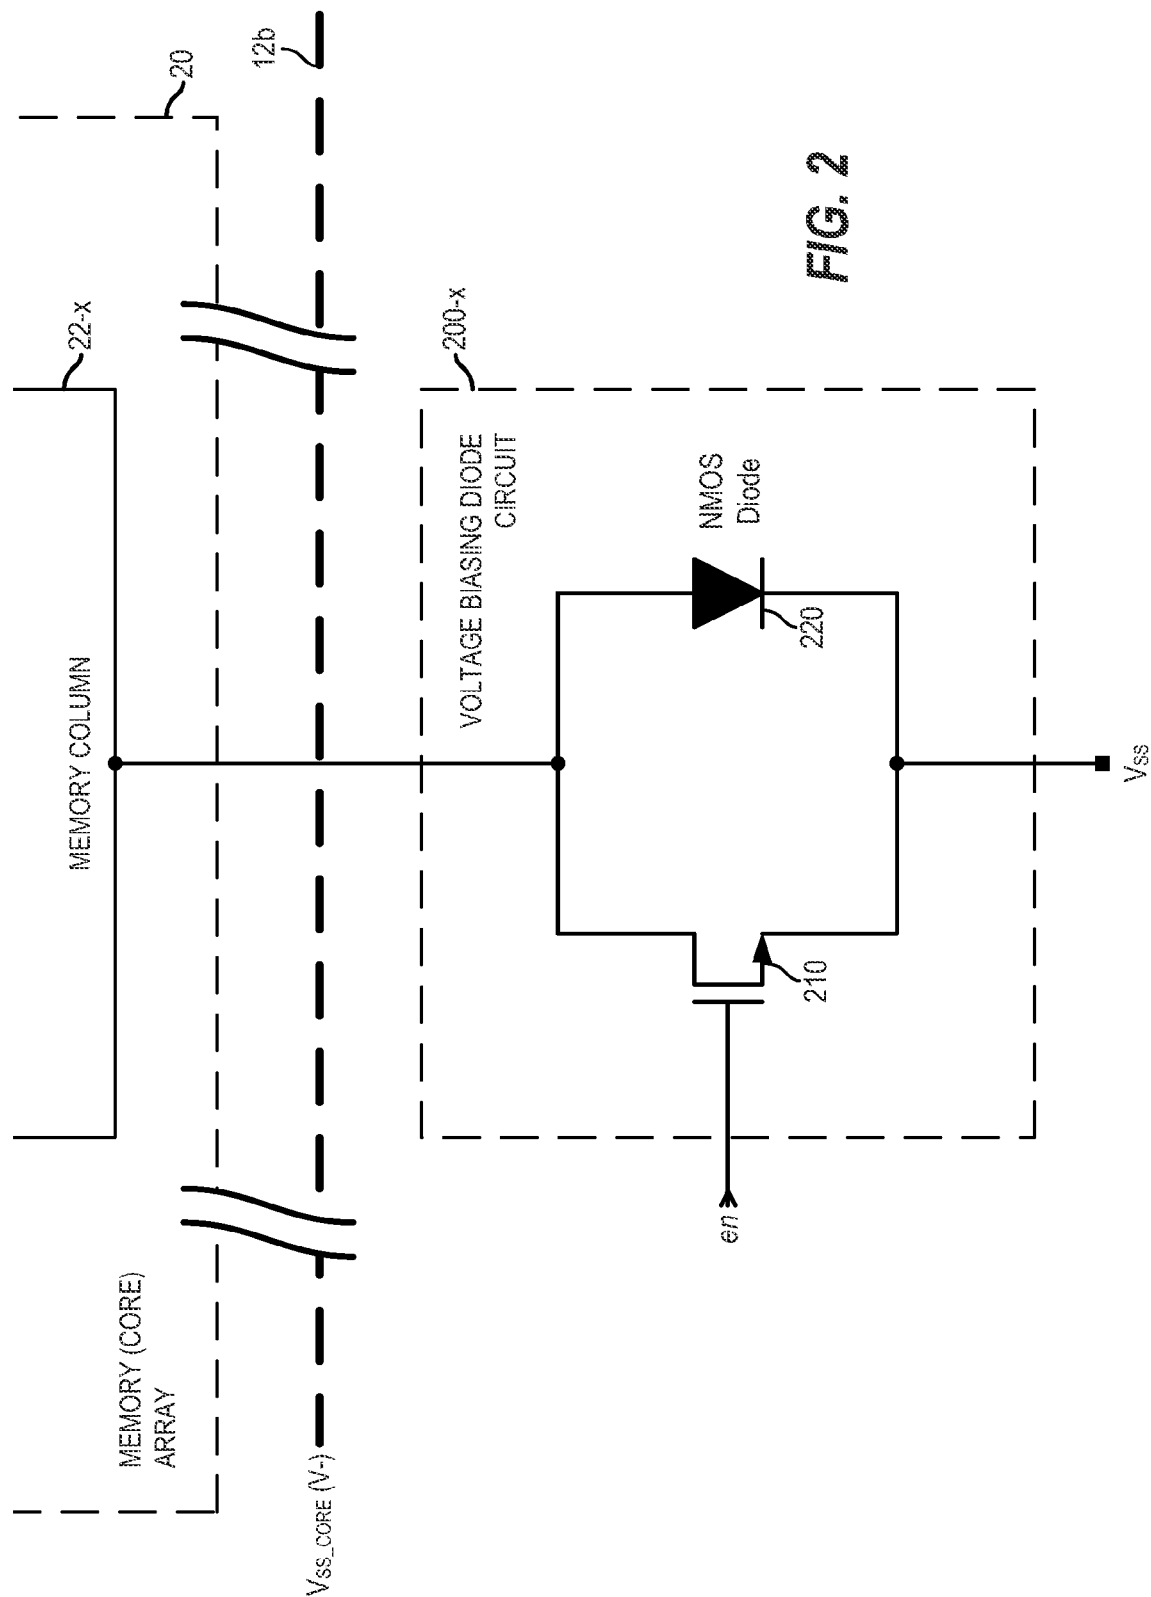 MEMORY (CORE)
ARRAY
20
MEMORY COLUMN
22-x
VSS_CORE (V-)
12b
VOLTAGE BIASING DIODE
CIRCUIT
200-x
en
210
220
NMOS
Diode
VSS
FIG. 2